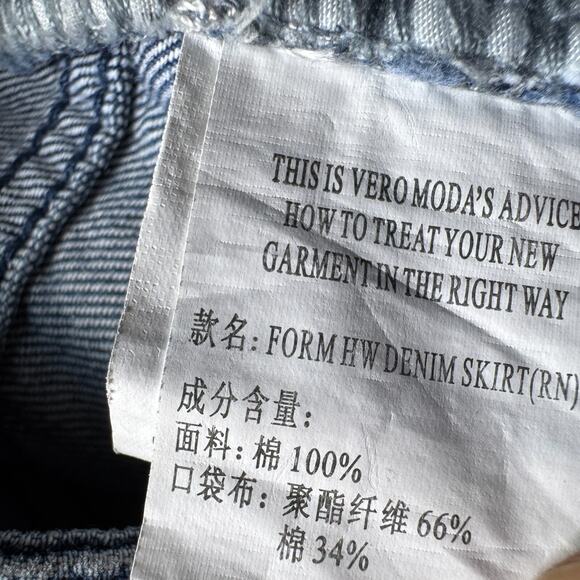 THIS IS VERO MODA'S ADVICE
HOW TO TREAT YOUR NEW
GARMENT IN THE RIGHT WAY
款名: FORM HW DENIM SKIRT(RN)
成分含量:
面料: 棉 100%
口袋布: 聚酯纤维 66%
棉 34%